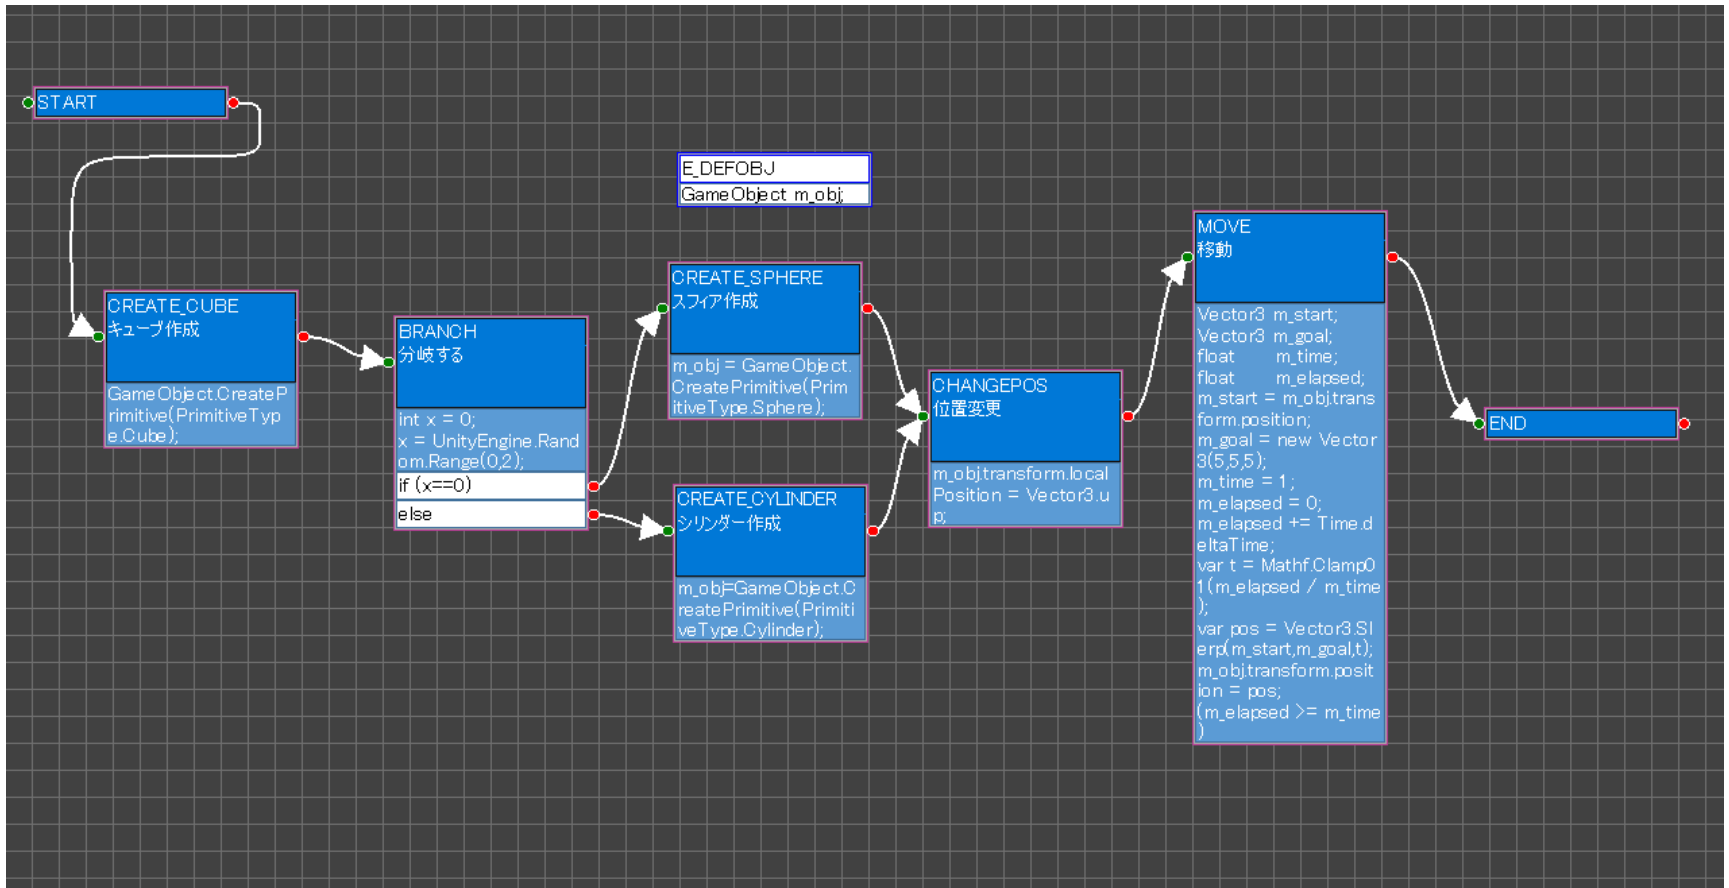 START
E_DEFOBJ
GameObject m_obj;
CREATE_CUBE
キューブ作成
GameObject.CreateP
rimitive(PrimitiveTyp
e.Cube);
BRANCH
分岐する
int x = 0;
x = UnityEngine.Rand
om.Range(0,2);
if (x==0)
else
CREATE_SPHERE
スフィア作成
m_obj = GameObject.
CreatePrimitive(Prim
itiveType.Sphere);
CREATE_CYLINDER
シリンダー作成
m_obj=GameObject.C
reatePrimitive(Primiti
veType.Cylinder);
CHANGEPOS
位置変更
m_obj.transform.local
Position = Vector3.u
p;
MOVE
移動
Vector3 m_start;
Vector3 m_goal;
float m_time;
float m_elapsed;
m_start = m_obj.trans
form.position;
m_goal = new Vector
3(5,5,5);
m_time = 1;
m_elapsed = 0;
m_elapsed += Time.d
eltaTime;
var t = Mathf.Clamp0
1(m_elapsed / m_time
);
var pos = Vector3.Sl
erp(m_start,m_goal,t);
m_obj.transform.posit
ion = pos;
(m_elapsed >= m_time
)
END